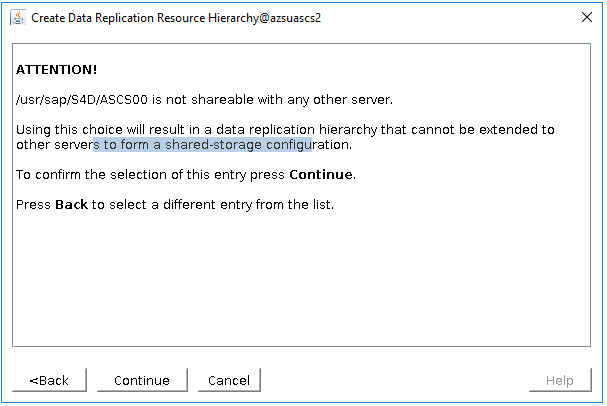 Create Data Replication Resource Hierarchy@azsuascs2
ATTENTION!
/usr/sap/S4D/ASCS00 is not shareable with any other server.
Using this choice will result in a data replication hierarchy that cannot be extended to
other servers to form a shared-storage configuration.
To confirm the selection of this entry press Continue.
Press Back to select a different entry from the list.
<Back Continue Cancel Help